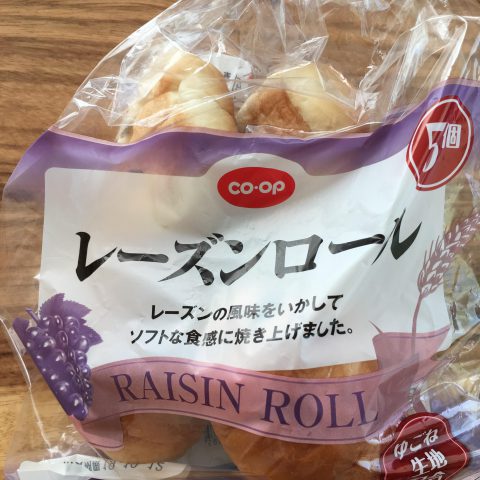 5個
CO·OP
レーズンロール
レーズンの風味をいかして
ソフトな食感に焼き上げました。
RAISIN ROLL
ゆごね
生地